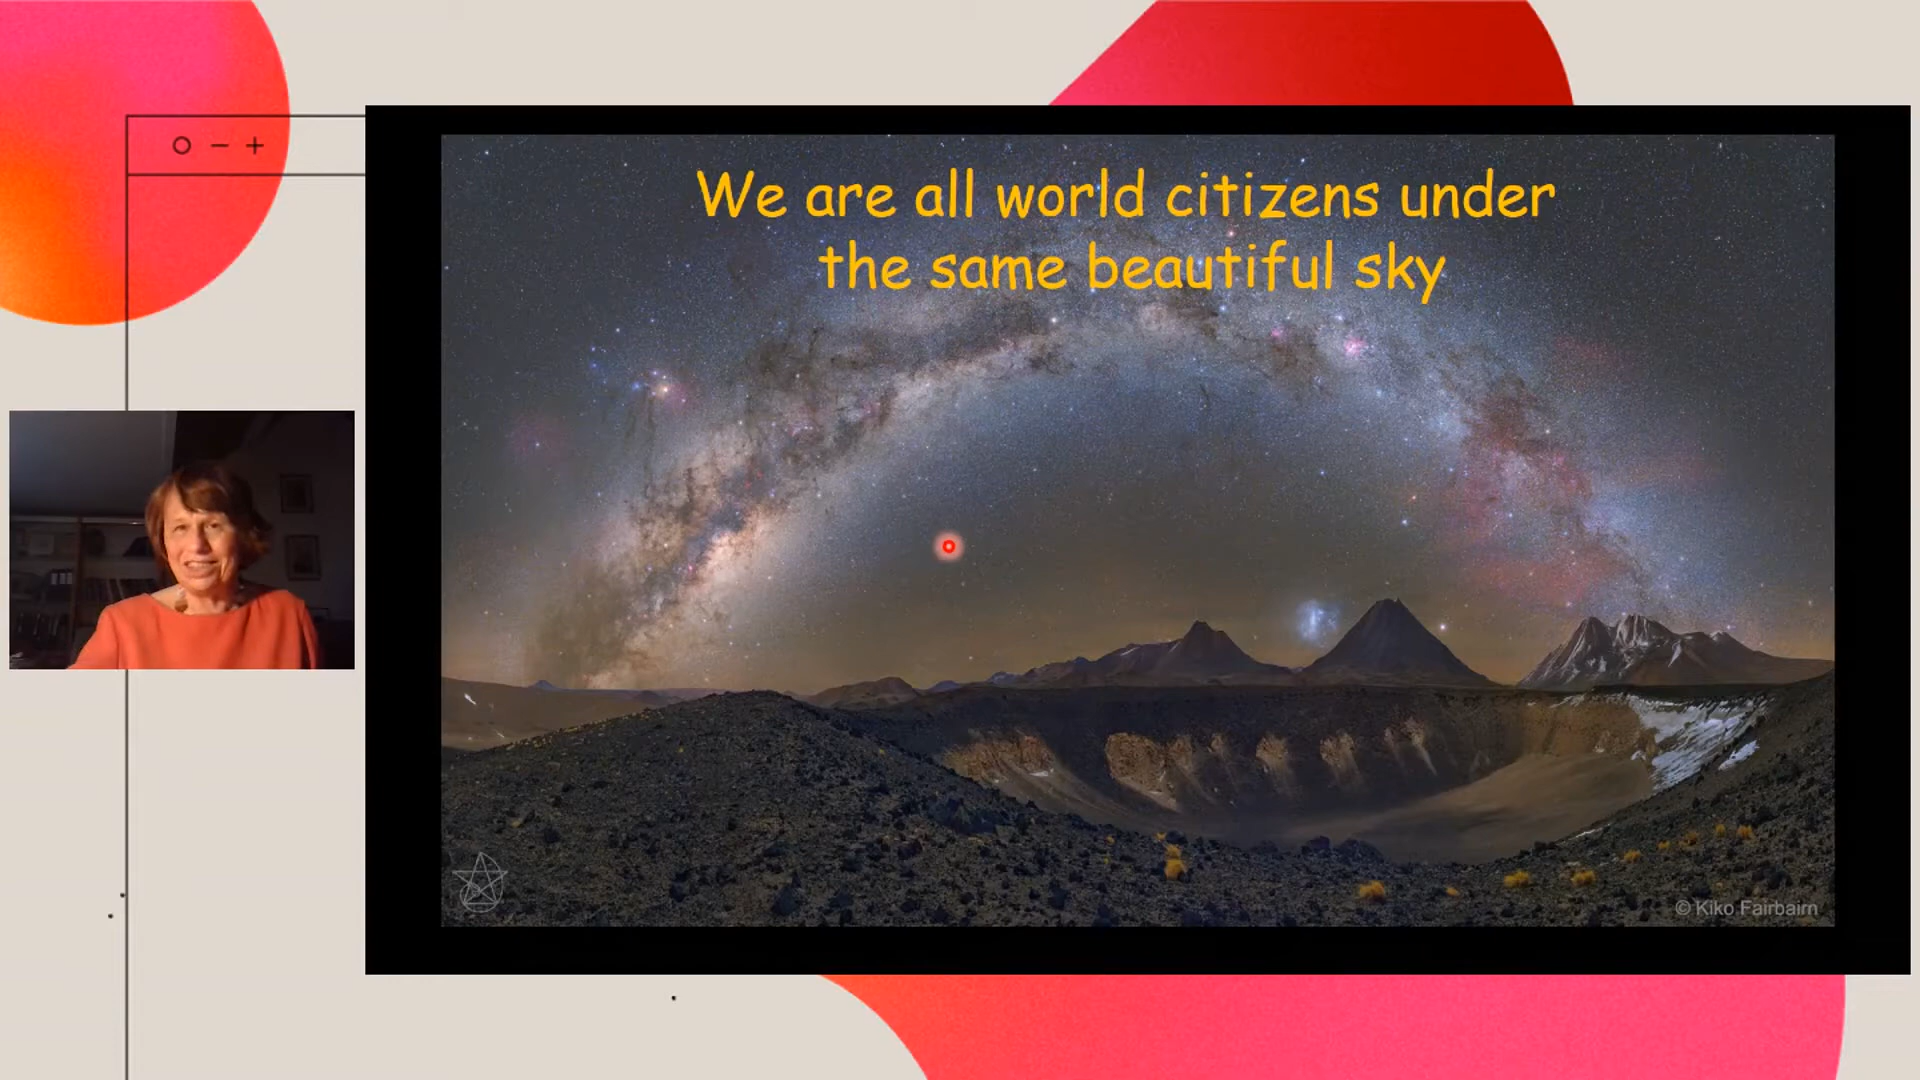 We are all world citizens under
the same beautiful sky
© Kiko Fairbairn